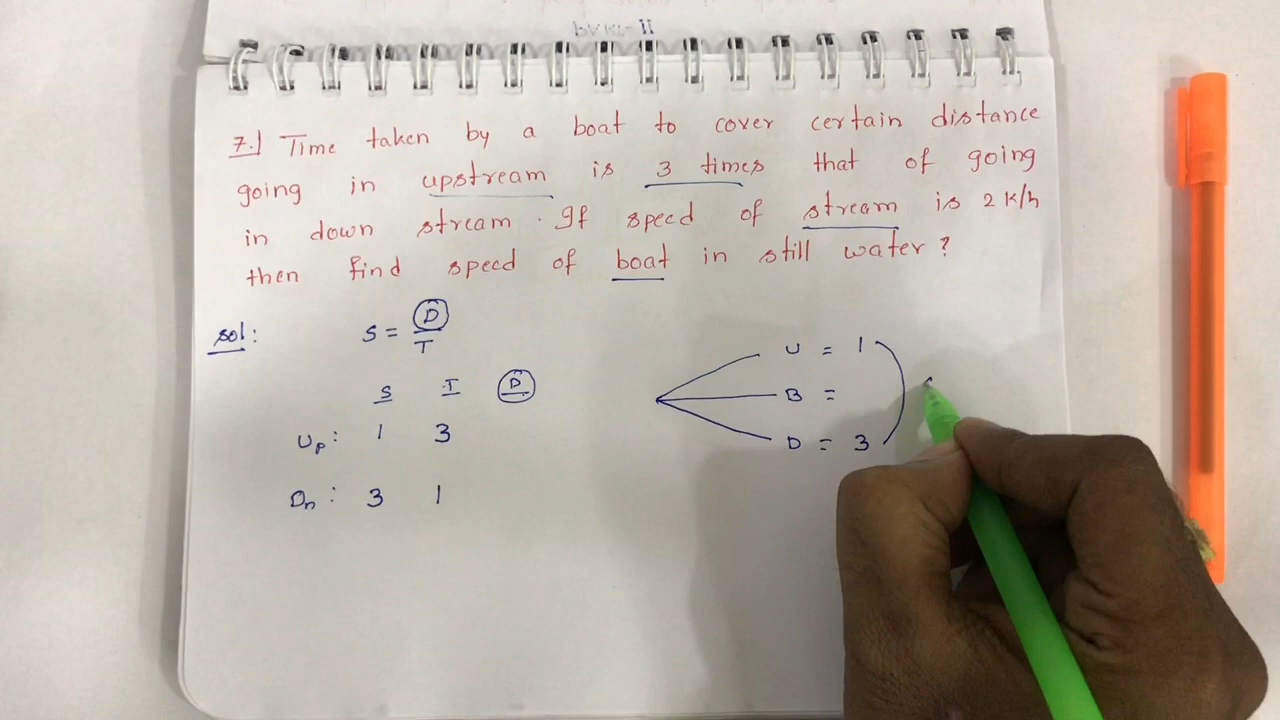 7.) Time taken by a boat to cover certain distance
going in upstream is 3 times that of going
in down stream. If speed of stream is 2 k/h
then find speed of boat in still water?
Sol:
S = D/T
S T D
Up: 1 3
Dn: 3 1
U = 1
B =
D = 3